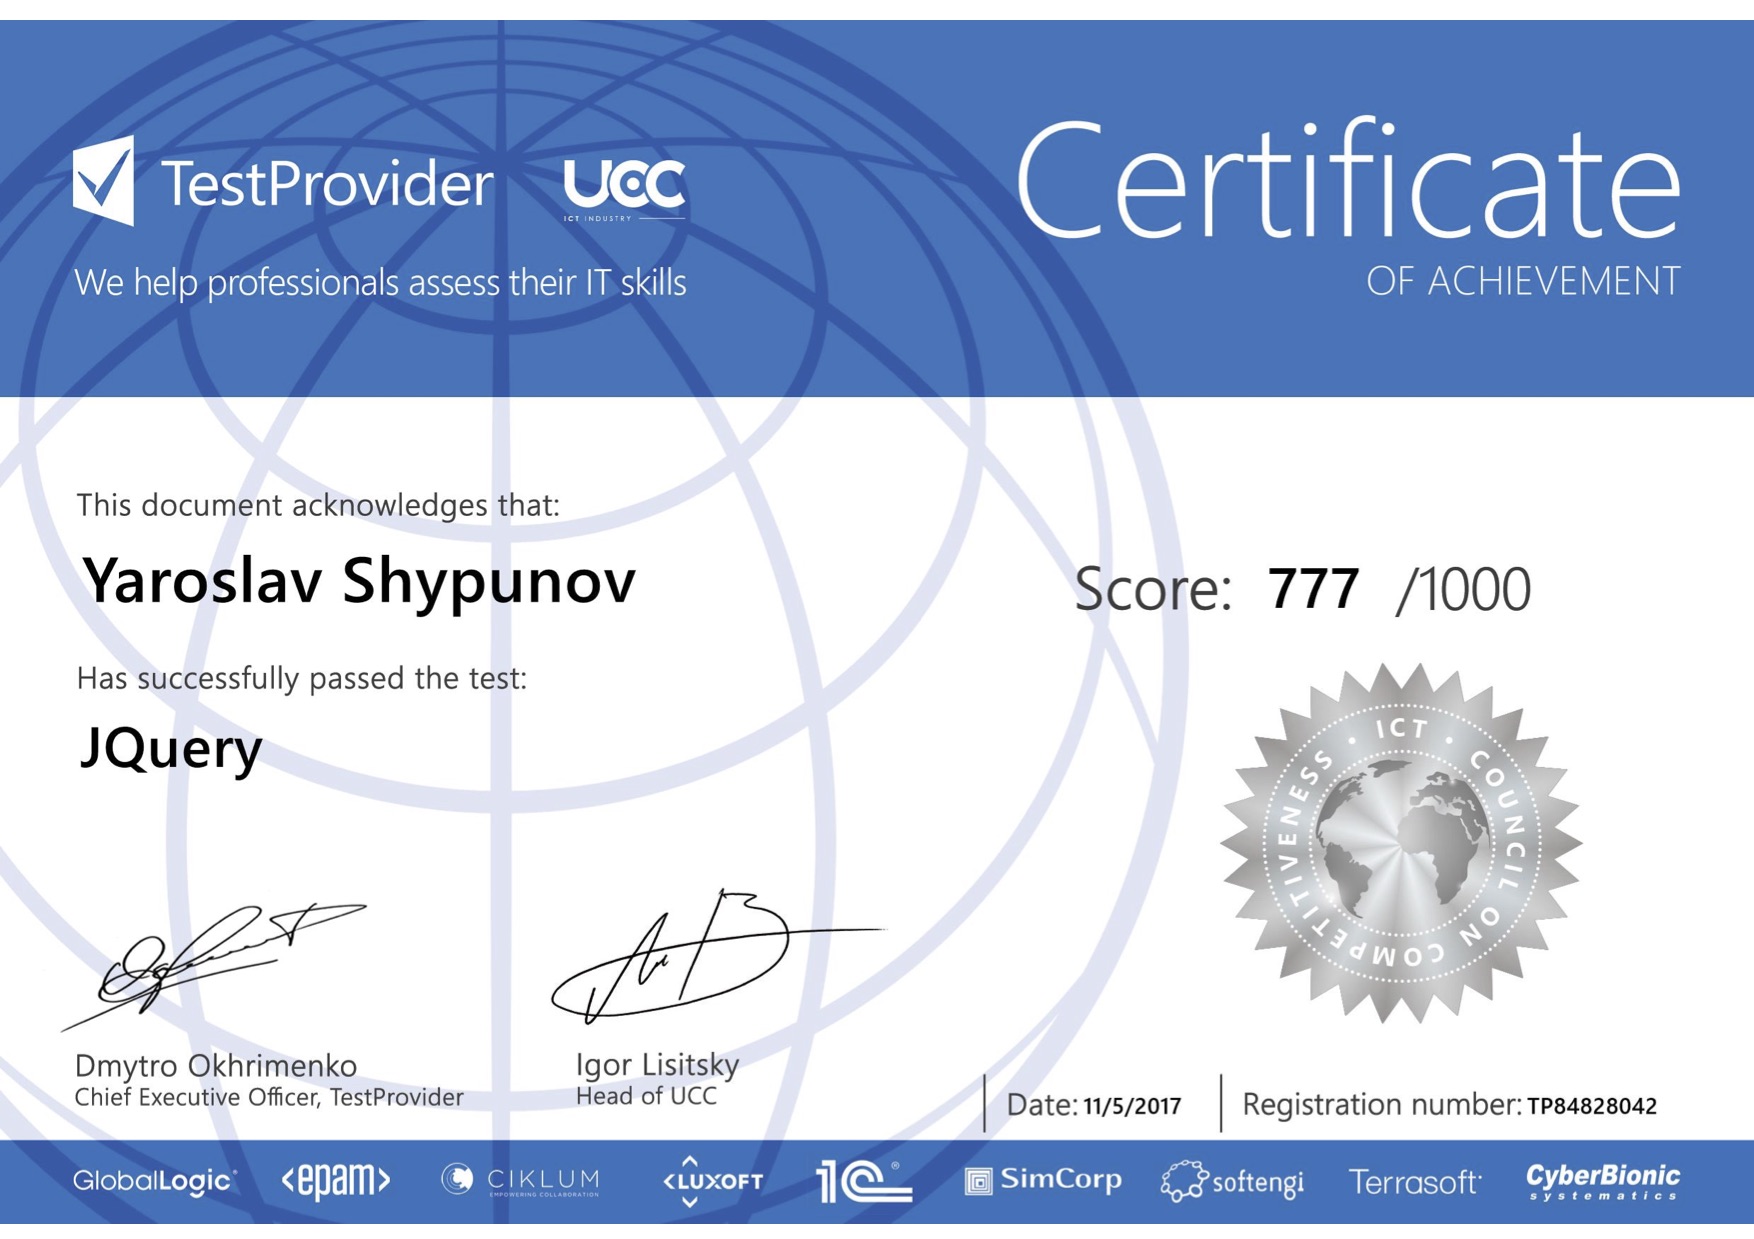 TestProvider
UCC
ICT INDUSTRY
We help professionals assess their IT skills
Certificate
OF ACHIEVEMENT
This document acknowledges that:
Yaroslav Shypunov
Score: 777 /1000
Has successfully passed the test:
JQuery
ICT • COUNCIL ON COMPETITIVENESS •
Dmytro Okhrimenko
Chief Executive Officer, TestProvider
Igor Lisitsky
Head of UCC
Date: 11/5/2017
Registration number: TP84828042
GlobalLogic®
<epam>
CIKLUM
EMPOWERING COLLABORATION
<LUXOFT
1C®
SimCorp
softengi
Terrasoft
CyberBionic
systematics